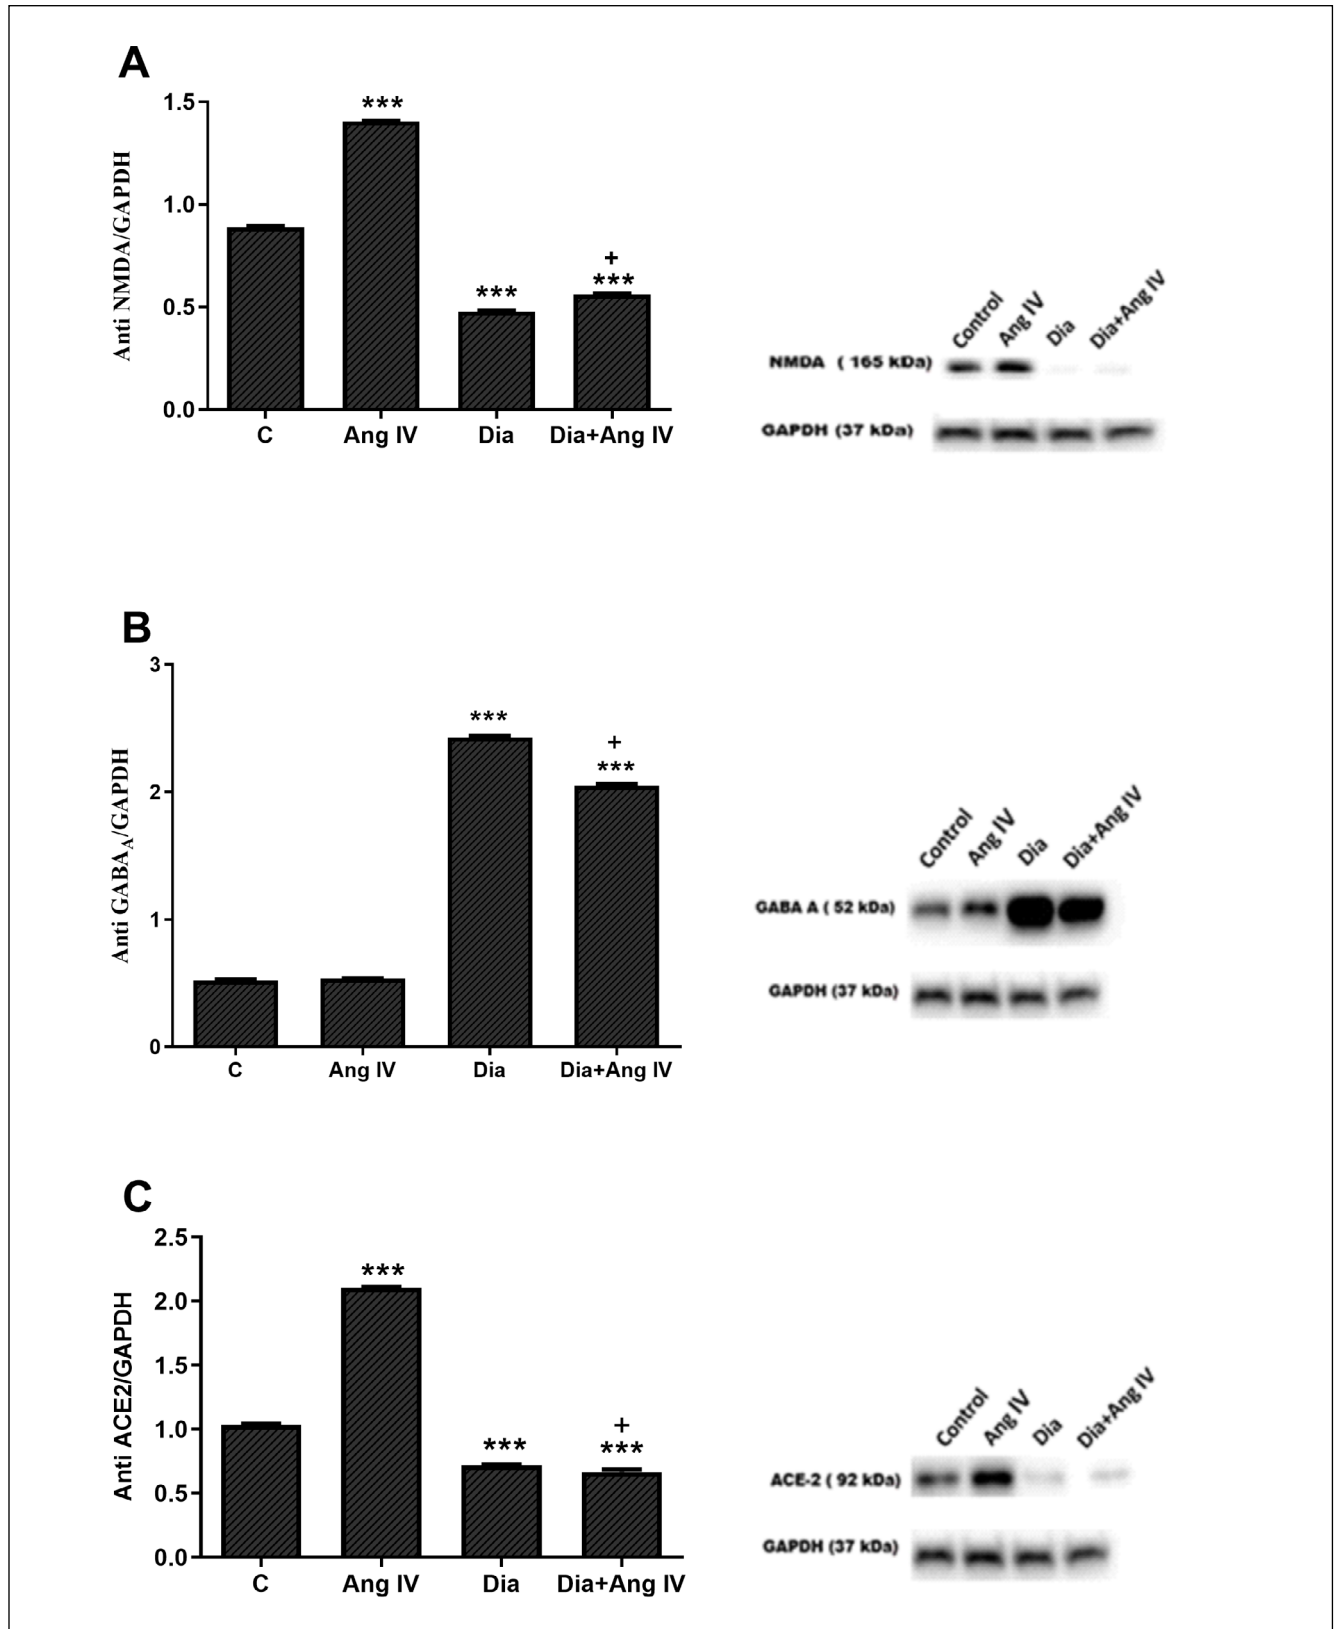 A
Anti NMDA/GAPDH
1.5
1.0
0.5
0.0
***
***
+
***
C Ang IV Dia Dia+Ang IV
Control Ang IV Dia Dia+Ang IV
NMDA ( 165 kDa)
GAPDH (37 kDa)
B
Anti GABAA/GAPDH
3
2
1
0
***
+
***
C Ang IV Dia Dia+Ang IV
Control Ang IV Dia Dia+Ang IV
GABA A ( 52 kDa)
GAPDH (37 kDa)
C
Anti ACE2/GAPDH
2.5
2.0
1.5
1.0
0.5
0.0
***
***
+
***
C Ang IV Dia Dia+Ang IV
Control Ang IV Dia Dia+Ang IV
ACE-2 ( 92 kDa)
GAPDH (37 kDa)